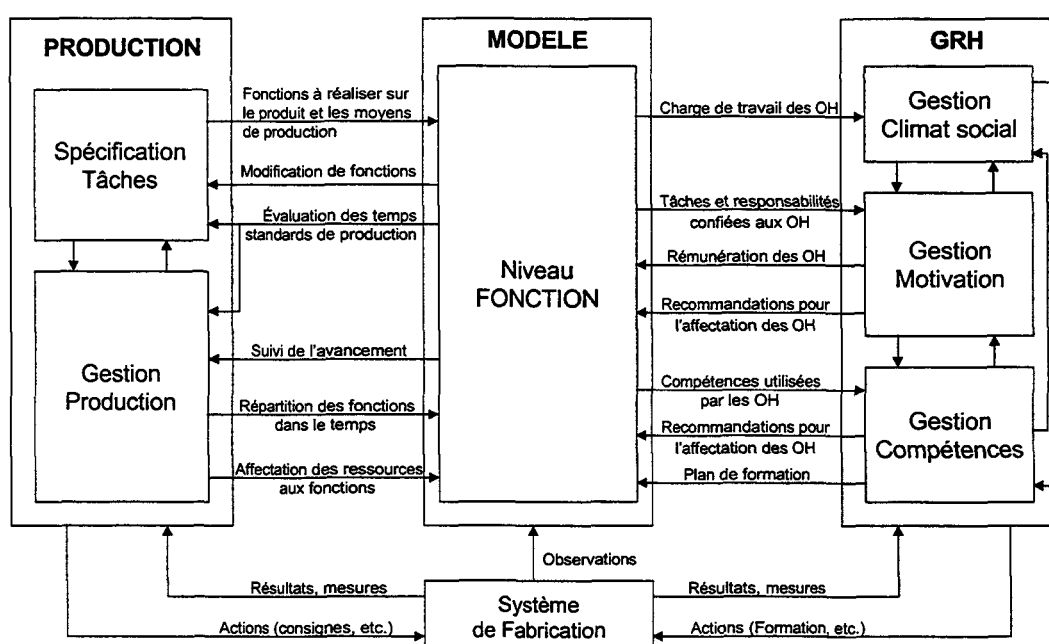 PRODUCTION
MODELE
GRH
Spécification
Tâches
Gestion
Production
Fonctions à réaliser sur
le produit et les moyens
de production
Modification de fonctions
Évaluation des temps
standards de production
Suivi de l'avancement
Répartition des fonctions
dans le temps
Affectation des ressources
aux fonctions
Niveau
FONCTION
Charge de travail des OH
Tâches et responsabilités
confiées aux OH
Rémunération des OH
Recommandations pour
l'affectation des OH
Compétences utilisées
par les OH
Recommandations pour
l'affectation des OH
Plan de formation
Gestion
Climat social
Gestion
Motivation
Gestion
Compétences
Observations
Résultats, mesures
Actions (consignes, etc.)
Système
de Fabrication
Résultats, mesures
Actions (Formation, etc.)